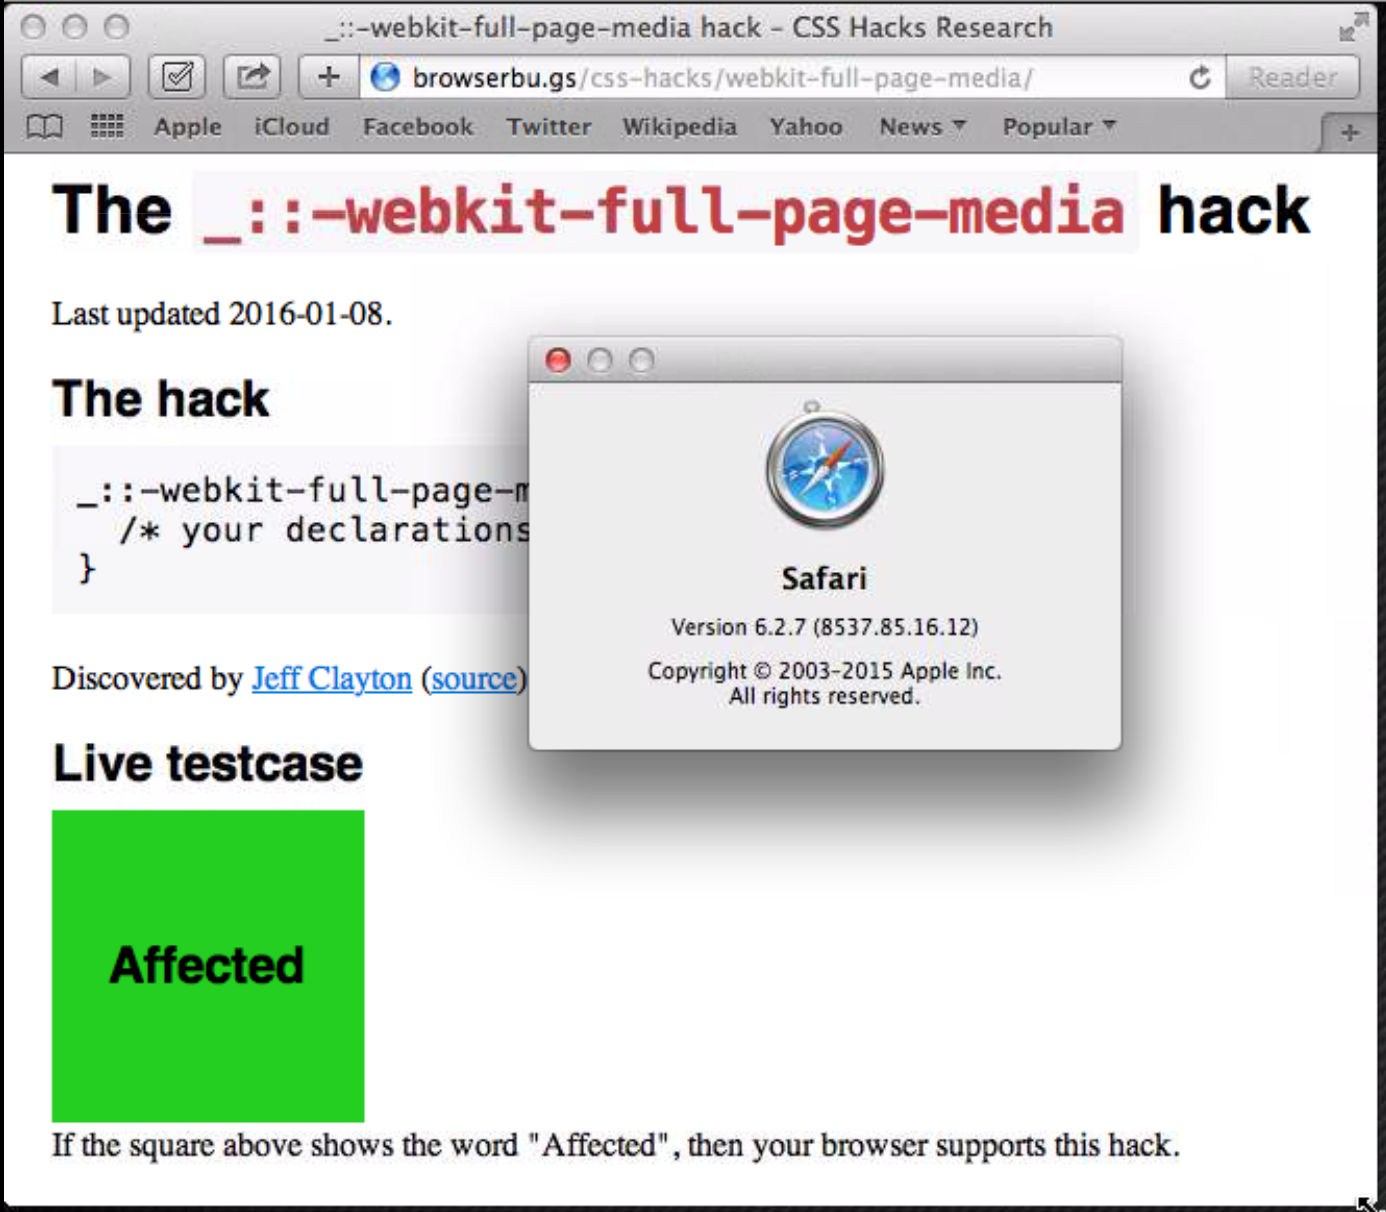 _::-webkit-full-page-media hack – CSS Hacks Research
browserbu.gs/css-hacks/webkit-full-page-media/
Reader
Apple iCloud Facebook Twitter Wikipedia Yahoo News Popular
The _::-webkit-full-page-media hack
Last updated 2016-01-08.
The hack
_::-webkit-full-page-m
/* your declarations
}
Discovered by Jeff Clayton (source)
Safari
Version 6.2.7 (8537.85.16.12)
Copyright © 2003–2015 Apple Inc.
All rights reserved.
Live testcase
Affected
If the square above shows the word "Affected", then your browser supports this hack.